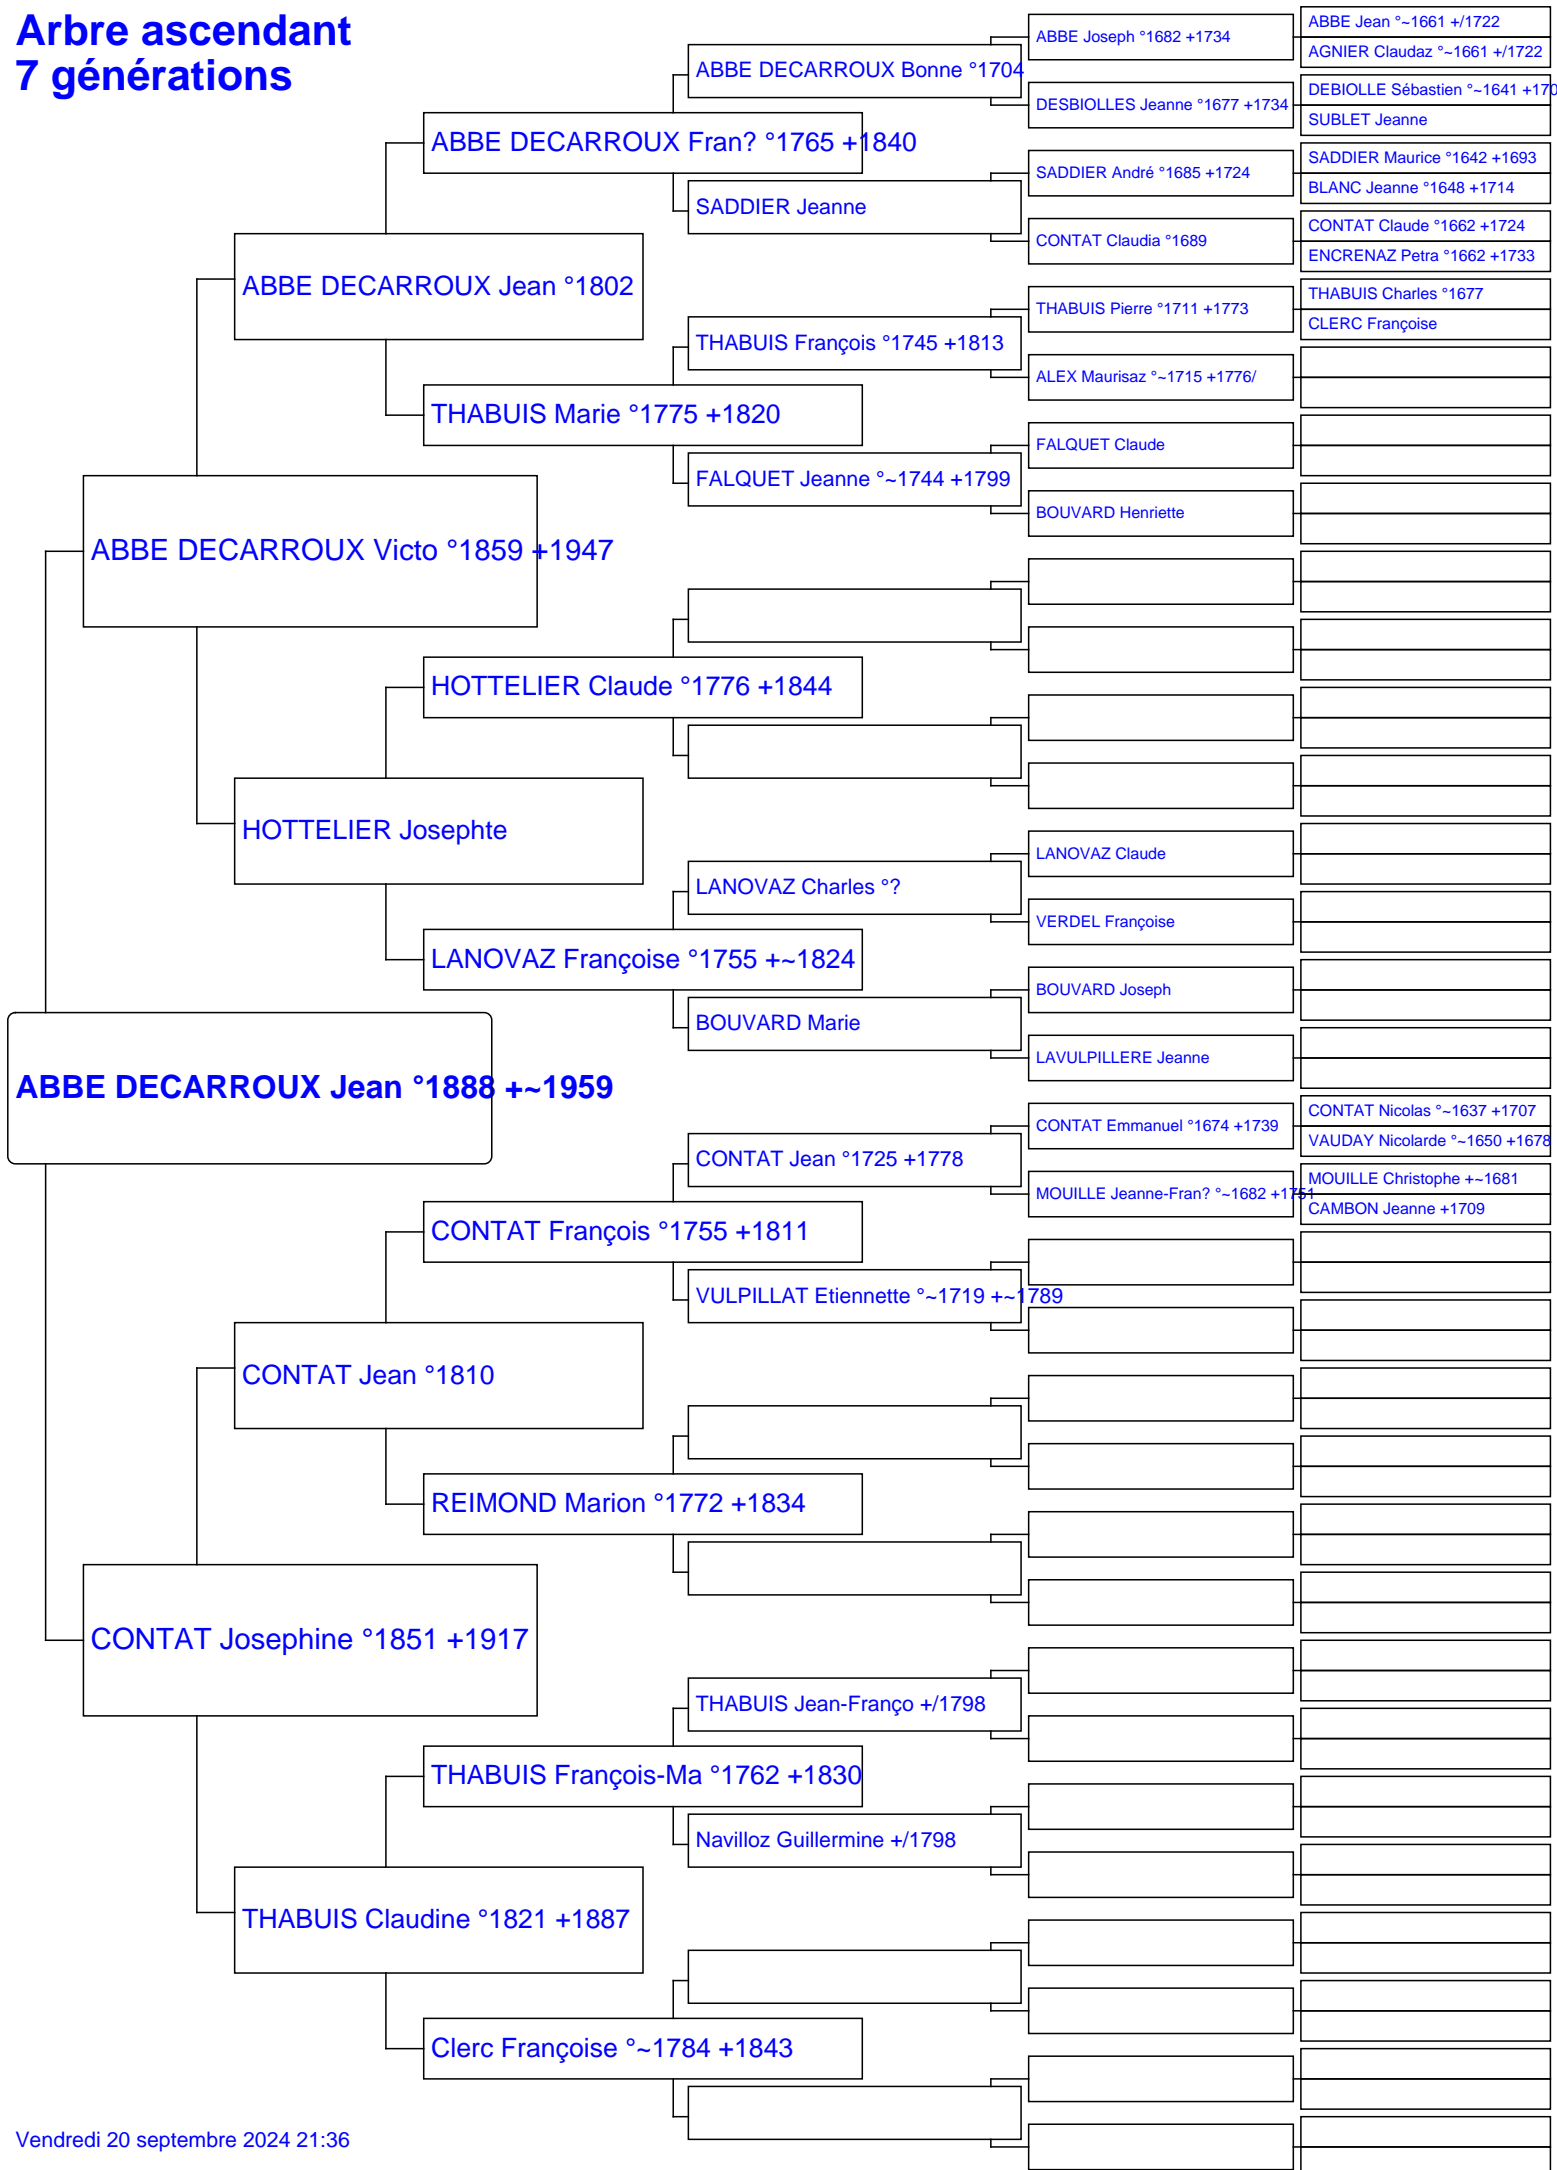 Arbre ascendant
7 générations
ABBE Jean °~1661 +/1722
ABBE Joseph °1682 +1734
AGNIER Claudaz °~1661 +/1722
ABBE DECARROUX Bonne °1704
DEBIOLLE Sébastien °~1641 +170
DESBIOLLES Jeanne °1677 +1734
SUBLET Jeanne
ABBE DECARROUX Fran? °1765 +1840
SADDIER Maurice °1642 +1693
SADDIER André °1685 +1724
BLANC Jeanne °1648 +1714
SADDIER Jeanne
CONTAT Claude °1662 +1724
CONTAT Claudia °1689
ENCRENAZ Petra °1662 +1733
ABBE DECARROUX Jean °1802
THABUIS Charles °1677
THABUIS Pierre °1711 +1773
CLERC Françoise
THABUIS François °1745 +1813
ALEX Maurisaz °~1715 +1776/
THABUIS Marie °1775 +1820
FALQUET Claude
FALQUET Jeanne °~1744 +1799
BOUVARD Henriette
ABBE DECARROUX Victo °1859 +1947
HOTTELIER Claude °1776 +1844
HOTTELIER Josephte
LANOVAZ Claude
LANOVAZ Charles °?
VERDEL Françoise
LANOVAZ Françoise °1755 +~1824
BOUVARD Joseph
BOUVARD Marie
LAVULPILLERE Jeanne
ABBE DECARROUX Jean °1888 +~1959
CONTAT Nicolas °~1637 +1707
CONTAT Emmanuel °1674 +1739
VAUDAY Nicolarde °~1650 +1678
CONTAT Jean °1725 +1778
MOUILLE Christophe +~1681
MOUILLE Jeanne-Fran? °~1682 +1751
CAMBON Jeanne +1709
CONTAT François °1755 +1811
VULPILLAT Etiennette °~1719 +~1789
CONTAT Jean °1810
REIMOND Marion °1772 +1834
CONTAT Josephine °1851 +1917
THABUIS Jean-Franço +/1798
THABUIS François-Ma °1762 +1830
Navilloz Guillermine +/1798
THABUIS Claudine °1821 +1887
Clerc Françoise °~1784 +1843
Vendredi 20 septembre 2024 21:36